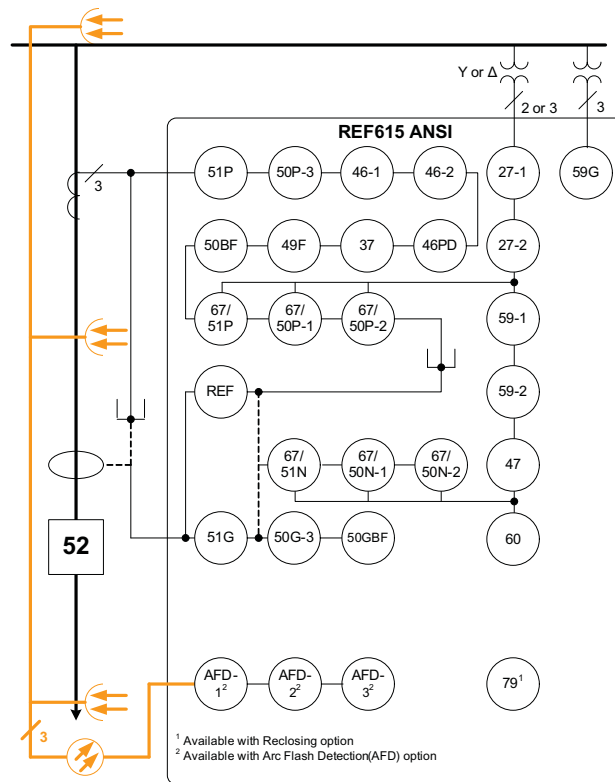 Y or Δ
2 or 3
3
REF615 ANSI
3
51P
50P-3
46-1
46-2
27-1
59G
50BF
49F
37
46PD
27-2
67/
51P
67/
50P-1
67/
50P-2
59-1
REF
59-2
67/
51N
67/
50N-1
67/
50N-2
47
52
51G
50G-3
50GBF
60
AFD-
1²
AFD-
2²
AFD-
3²
79¹
3
¹ Available with Reclosing option
² Available with Arc Flash Detection(AFD) option